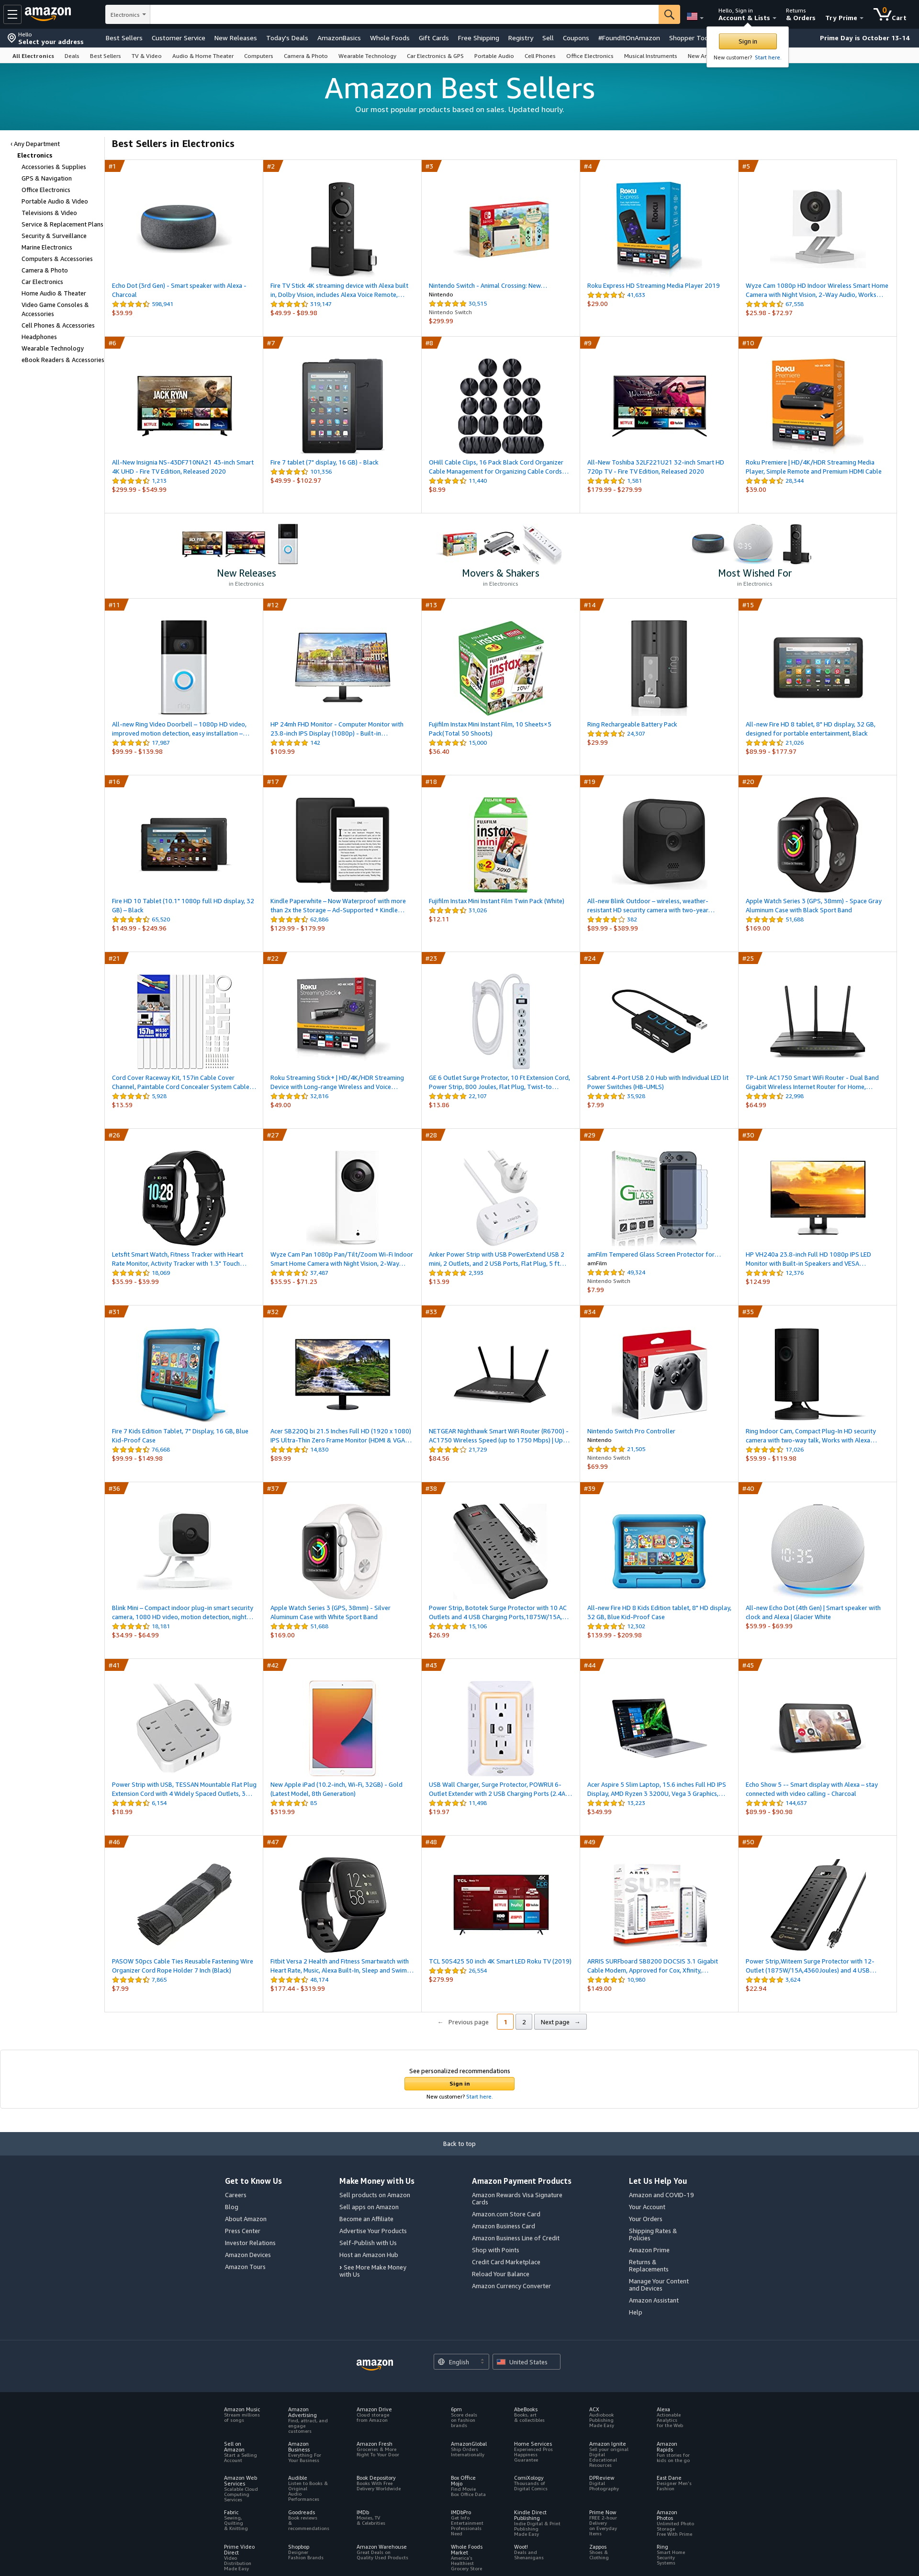 Electronics
Hello, Sign in
Account & Lists
Returns
& Orders
Try Prime
0
Cart
amazon
Hello
Select your address
Best Sellers
Customer Service
New Releases
Today's Deals
AmazonBasics
Whole Foods
Gift Cards
Free Shipping
Registry
Sell
Coupons
#FoundItOnAmazon
Shopper Too
Prime Day is October 13-14
Sign in
New customer? Start here.
All Electronics
Deals
Best Sellers
TV & Video
Audio & Home Theater
Computers
Camera & Photo
Wearable Technology
Car Electronics & GPS
Portable Audio
Cell Phones
Office Electronics
Musical Instruments
New Ar
Amazon Best Sellers
Our most popular products based on sales. Updated hourly.
‹ Any Department
Electronics
Accessories & Supplies
GPS & Navigation
Office Electronics
Portable Audio & Video
Televisions & Video
Service & Replacement Plans
Security & Surveillance
Marine Electronics
Computers & Accessories
Camera & Photo
Car Electronics
Home Audio & Theater
Video Game Consoles &
Accessories
Cell Phones & Accessories
Headphones
Wearable Technology
eBook Readers & Accessories
Best Sellers in Electronics
#1
Echo Dot (3rd Gen) - Smart speaker with Alexa -
Charcoal
598,941
$39.99
#2
Fire TV Stick 4K streaming device with Alexa built
in, Dolby Vision, includes Alexa Voice Remote,...
319,147
$49.99 - $89.98
#3
Nintendo Switch - Animal Crossing: New...
Nintendo
30,515
Nintendo Switch
$299.99
#4
Roku Express HD Streaming Media Player 2019
41,633
$29.00
#5
Wyze Cam 1080p HD Indoor Wireless Smart Home
Camera with Night Vision, 2-Way Audio, Works...
67,558
$25.98 - $72.97
#6
JACK RYAN
All-New Insignia NS-43DF710NA21 43-inch Smart
4K UHD - Fire TV Edition, Released 2020
1,213
$299.99 - $549.99
#7
Fire 7 tablet (7" display, 16 GB) - Black
101,356
$49.99 - $102.97
#8
OHill Cable Clips, 16 Pack Black Cord Organizer
Cable Management for Organizing Cable Cords...
11,440
$8.99
#9
All-New Toshiba 32LF221U21 32-inch Smart HD
720p TV - Fire TV Edition, Released 2020
1,581
$179.99 - $279.99
#10
Roku Premiere | HD/4K/HDR Streaming Media
Player, Simple Remote and Premium HDMI Cable
28,344
$39.00
New Releases
in Electronics
Movers & Shakers
in Electronics
Most Wished For
in Electronics
#11
All-new Ring Video Doorbell – 1080p HD video,
improved motion detection, easy installation –...
17,987
$99.99 - $139.98
#12
HP 24mh FHD Monitor - Computer Monitor with
23.8-inch IPS Display (1080p) - Built-in...
142
$109.99
#13
Fujifilm Instax Mini Instant Film, 10 Sheets×5
Pack(Total 50 Shoots)
15,000
$36.40
#14
Ring Rechargeable Battery Pack
24,307
$29.99
#15
All-new Fire HD 8 tablet, 8" HD display, 32 GB,
designed for portable entertainment, Black
21,026
$89.99 - $177.97
#16
Fire HD 10 Tablet (10.1" 1080p full HD display, 32
GB) – Black
65,520
$149.99 - $249.96
#17
Kindle Paperwhite – Now Waterproof with more
than 2x the Storage – Ad-Supported + Kindle...
62,886
$129.99 - $179.99
#18
Fujifilm Instax Mini Instant Film Twin Pack (White)
31,026
$12.11
#19
All-new Blink Outdoor – wireless, weather-
resistant HD security camera with two-year...
382
$89.99 - $389.99
#20
Apple Watch Series 3 (GPS, 38mm) - Space Gray
Aluminum Case with Black Sport Band
51,688
$169.00
#21
Cord Cover Raceway Kit, 157in Cable Cover
Channel, Paintable Cord Concealer System Cable...
5,928
$13.59
#22
Roku Streaming Stick+ | HD/4K/HDR Streaming
Device with Long-range Wireless and Voice...
32,816
$49.00
#23
GE 6 Outlet Surge Protector, 10 Ft Extension Cord,
Power Strip, 800 Joules, Flat Plug, Twist-to...
22,107
$13.86
#24
Sabrent 4-Port USB 2.0 Hub with Individual LED lit
Power Switches (HB-UMLS)
35,928
$7.99
#25
TP-Link AC1750 Smart WiFi Router - Dual Band
Gigabit Wireless Internet Router for Home,...
22,998
$64.99
#26
Letsfit Smart Watch, Fitness Tracker with Heart
Rate Monitor, Activity Tracker with 1.3" Touch...
18,069
$35.99 - $39.99
#27
Wyze Cam Pan 1080p Pan/Tilt/Zoom Wi-Fi Indoor
Smart Home Camera with Night Vision, 2-Way...
37,487
$35.95 - $71.23
#28
Anker Power Strip with USB PowerExtend USB 2
mini, 2 Outlets, and 2 USB Ports, Flat Plug, 5 ft...
2,393
$13.99
#29
amFilm Tempered Glass Screen Protector for...
amFilm
49,324
Nintendo Switch
$7.99
#30
HP VH240a 23.8-inch Full HD 1080p IPS LED
Monitor with Built-in Speakers and VESA...
12,376
$124.99
#31
Fire 7 Kids Edition Tablet, 7" Display, 16 GB, Blue
Kid-Proof Case
76,668
$99.99 - $149.98
#32
Acer SB220Q bi 21.5 Inches Full HD (1920 x 1080)
IPS Ultra-Thin Zero Frame Monitor (HDMI & VGA...
14,830
$89.99
#33
NETGEAR Nighthawk Smart WiFi Router (R6700) -
AC1750 Wireless Speed (up to 1750 Mbps) | Up...
21,729
$84.56
#34
Nintendo Switch Pro Controller
Nintendo
21,505
Nintendo Switch
$69.99
#35
Ring Indoor Cam, Compact Plug-In HD security
camera with two-way talk, Works with Alexa...
17,026
$59.99 - $119.98
#36
Blink Mini – Compact indoor plug-in smart security
camera, 1080 HD video, motion detection, night...
18,181
$34.99 - $64.99
#37
Apple Watch Series 3 (GPS, 38mm) - Silver
Aluminum Case with White Sport Band
51,688
$169.00
#38
Power Strip, Bototek Surge Protector with 10 AC
Outlets and 4 USB Charging Ports,1875W/15A,...
15,106
$26.99
#39
All-new Fire HD 8 Kids Edition tablet, 8" HD display,
32 GB, Blue Kid-Proof Case
12,302
$139.99 - $209.98
#40
All-new Echo Dot (4th Gen) | Smart speaker with
clock and Alexa | Glacier White
$59.99 - $69.99
#41
Power Strip with USB, TESSAN Mountable Flat Plug
Extension Cord with 4 Widely Spaced Outlets, 3...
6,154
$18.99
#42
New Apple iPad (10.2-inch, Wi-Fi, 32GB) - Gold
(Latest Model, 8th Generation)
85
$319.99
#43
USB Wall Charger, Surge Protector, POWRUI 6-
Outlet Extender with 2 USB Charging Ports (2.4A...
11,498
$19.97
#44
Acer Aspire 5 Slim Laptop, 15.6 inches Full HD IPS
Display, AMD Ryzen 3 3200U, Vega 3 Graphics,...
13,223
$349.99
#45
Echo Show 5 -- Smart display with Alexa – stay
connected with video calling - Charcoal
144,637
$89.99 - $90.98
#46
PASOW 50pcs Cable Ties Reusable Fastening Wire
Organizer Cord Rope Holder 7 Inch (Black)
7,865
$7.99
#47
Fitbit Versa 2 Health and Fitness Smartwatch with
Heart Rate, Music, Alexa Built-In, Sleep and Swim...
48,174
$177.44 - $319.99
#48
TCL 50S425 50 inch 4K Smart LED Roku TV (2019)
26,554
$279.99
#49
ARRIS SURFboard SB8200 DOCSIS 3.1 Gigabit
Cable Modem, Approved for Cox, Xfinity,...
10,980
$149.00
#50
Power Strip,Witeem Surge Protector with 12-
Outlet (1875W/15A,4360Joules) and 4 USB...
3,624
$22.94
← Previous page
1
2
Next page →
See personalized recommendations
Sign in
New customer? Start here.
Back to top
Get to Know Us
Careers
Blog
About Amazon
Press Center
Investor Relations
Amazon Devices
Amazon Tours
Make Money with Us
Sell products on Amazon
Sell apps on Amazon
Become an Affiliate
Advertise Your Products
Self-Publish with Us
Host an Amazon Hub
› See More Make Money
with Us
Amazon Payment Products
Amazon Rewards Visa Signature
Cards
Amazon.com Store Card
Amazon Business Card
Amazon Business Line of Credit
Shop with Points
Credit Card Marketplace
Reload Your Balance
Amazon Currency Converter
Let Us Help You
Amazon and COVID-19
Your Account
Your Orders
Shipping Rates &
Policies
Amazon Prime
Returns &
Replacements
Manage Your Content
and Devices
Amazon Assistant
Help
amazon
English
United States
Amazon Music
Stream millions
of songs
Amazon
Advertising
Find, attract, and
engage
customers
Amazon Drive
Cloud storage
from Amazon
6pm
Score deals
on fashion
brands
AbeBooks
Books, art
& collectibles
ACX
Audiobook
Publishing
Made Easy
Alexa
Actionable
Analytics
for the Web
Sell on
Amazon
Start a Selling
Account
Amazon
Business
Everything For
Your Business
Amazon Fresh
Groceries & More
Right To Your Door
AmazonGlobal
Ship Orders
Internationally
Home Services
Experienced Pros
Happiness
Guarantee
Amazon Ignite
Sell your original
Digital
Educational
Resources
Amazon
Rapids
Fun stories for
kids on the go
Amazon Web
Services
Scalable Cloud
Computing
Services
Audible
Listen to Books &
Original
Audio
Performances
Book Depository
Books With Free
Delivery Worldwide
Box Office
Mojo
Find Movie
Box Office Data
ComiXology
Thousands of
Digital Comics
DPReview
Digital
Photography
East Dane
Designer Men's
Fashion
Fabric
Sewing,
Quilting
& Knitting
Goodreads
Book reviews
&
recommendations
IMDb
Movies, TV
& Celebrities
IMDbPro
Get Info
Entertainment
Professionals
Need
Kindle Direct
Publishing
Indie Digital & Print
Publishing
Made Easy
Prime Now
FREE 2-hour
Delivery
on Everyday
Items
Amazon
Photos
Unlimited Photo
Storage
Free With Prime
Prime Video
Direct
Video
Distribution
Made Easy
Shopbop
Designer
Fashion Brands
Amazon Warehouse
Great Deals on
Quality Used Products
Whole Foods
Market
America's
Healthiest
Grocery Store
Woot!
Deals and
Shenanigans
Zappos
Shoes &
Clothing
Ring
Smart Home
Security
Systems